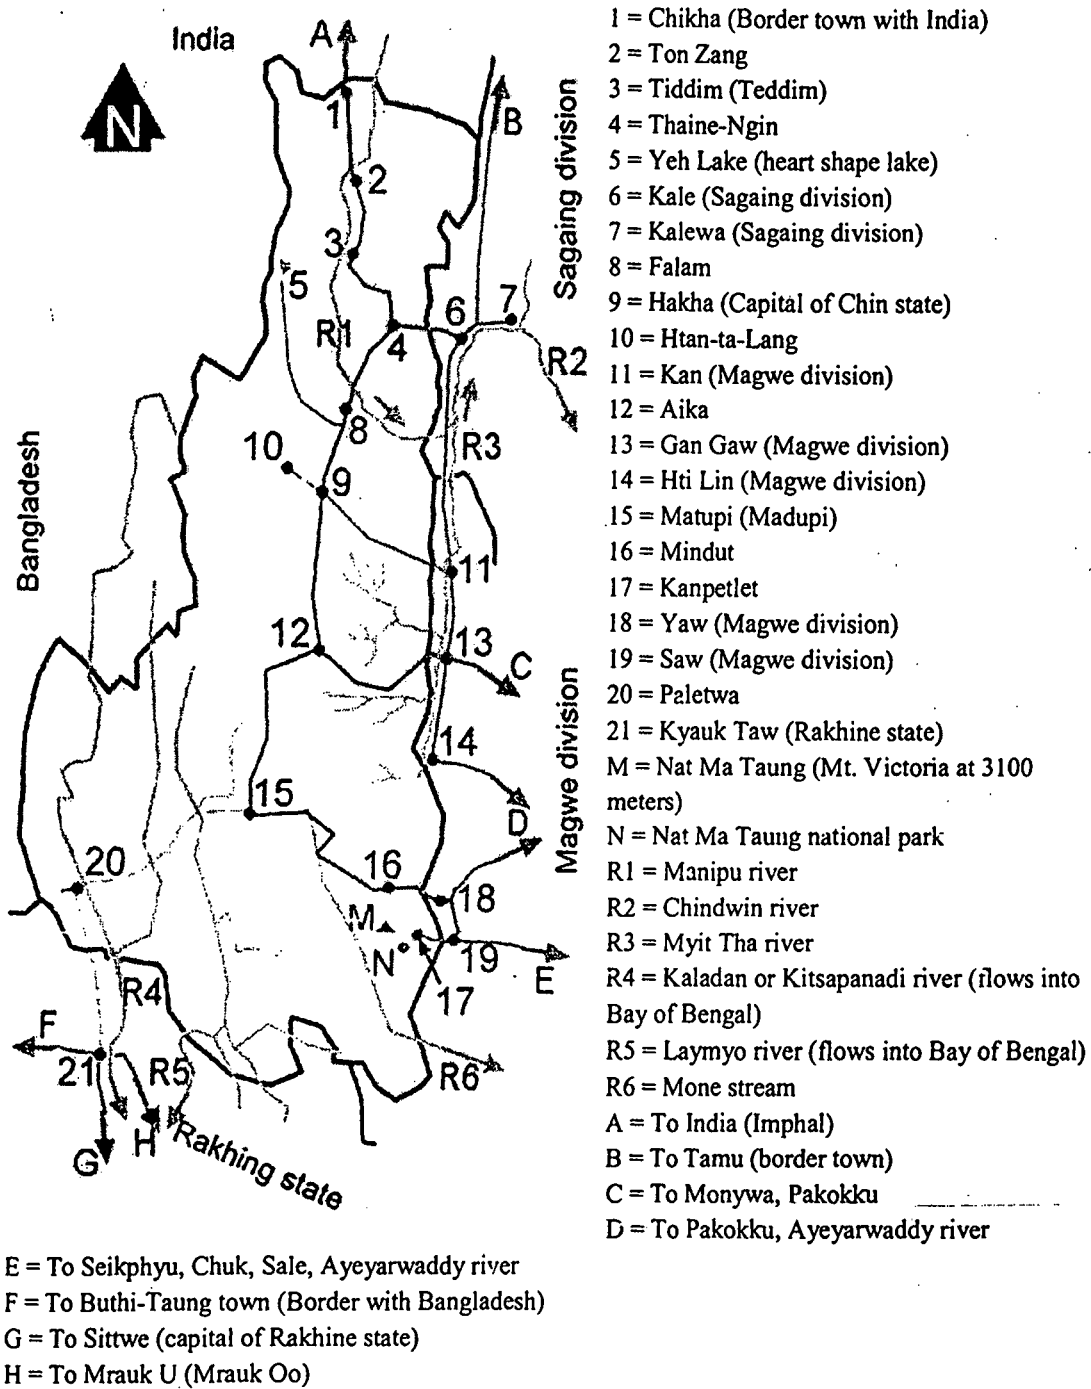 India
A
N
1
B
Sagaing division
2
3
5
7
6
R1
4
R2
8
R3
10
9
Bangladesh
11
12
13
C
Magwe division
14
D
15
20
16
18
M
N
19
17
E
R4
F
21
R5
R6
H
G
Rakhing state
1 = Chikha (Border town with India)
2 = Ton Zang
3 = Tiddim (Teddim)
4 = Thaine-Ngin
5 = Yeh Lake (heart shape lake)
6 = Kale (Sagaing division)
7 = Kalewa (Sagaing division)
8 = Falam
9 = Hakha (Capital of Chin state)
10 = Htan-ta-Lang
11 = Kan (Magwe division)
12 = Aika
13 = Gan Gaw (Magwe division)
14 = Hti Lin (Magwe division)
15 = Matupi (Madupi)
16 = Mindut
17 = Kanpetlet
18 = Yaw (Magwe division)
19 = Saw (Magwe division)
20 = Paletwa
21 = Kyauk Taw (Rakhine state)
M = Nat Ma Taung (Mt. Victoria at 3100
meters)
N = Nat Ma Taung national park
R1 = Manipu river
R2 = Chindwin river
R3 = Myit Tha river
R4 = Kaladan or Kitsapanadi river (flows into
Bay of Bengal)
R5 = Laymyo river (flows into Bay of Bengal)
R6 = Mone stream
A = To India (Imphal)
B = To Tamu (border town)
C = To Monywa, Pakokku
D = To Pakokku, Ayeyarwaddy river
E = To Seikphyu, Chuk, Sale, Ayeyarwaddy river
F = To Buthi-Taung town (Border with Bangladesh)
G = To Sittwe (capital of Rakhine state)
H = To Mrauk U (Mrauk Oo)